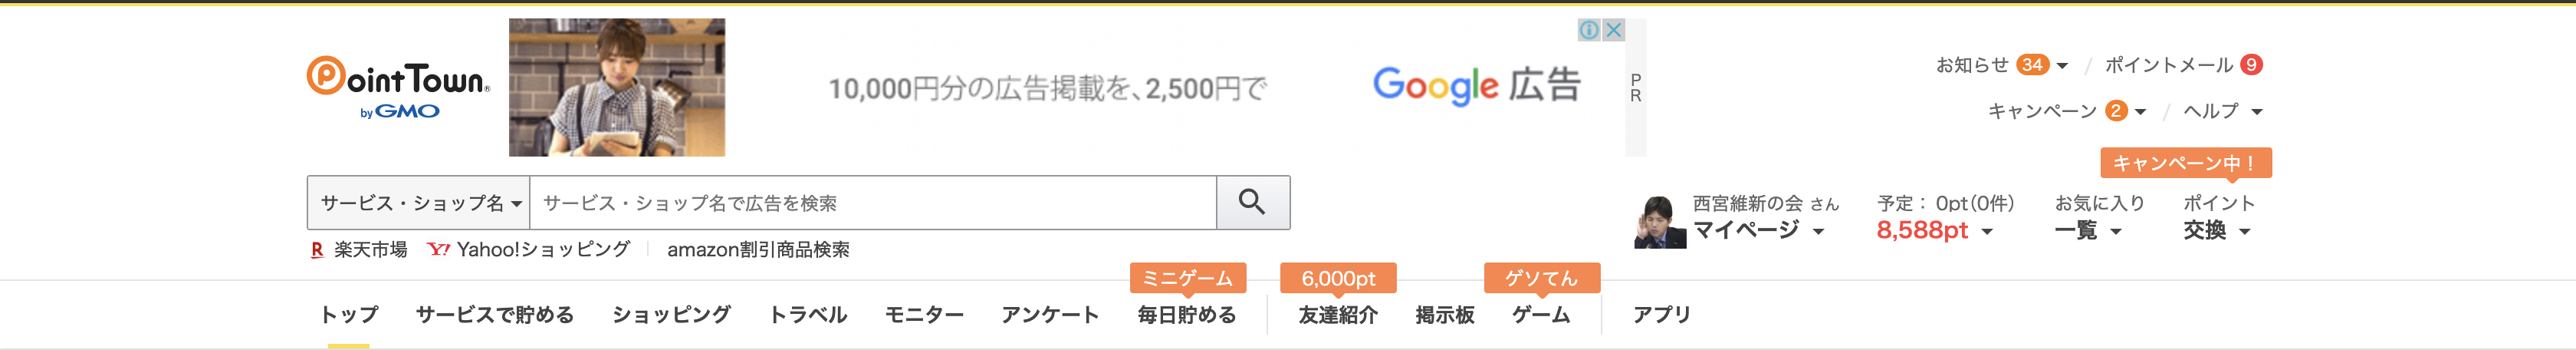 PointTown®
by GMO
10,000円分の広告掲載を、2,500円で
Google 広告
PR
お知らせ 34 / ポイントメール 9
キャンペーン 2 / ヘルプ
キャンペーン中！
サービス・ショップ名 サービス・ショップ名で広告を検索
西宮維新の会 さん 予定： 0pt(0件) お気に入り ポイント
マイページ 8,588pt 一覧 交換
R 楽天市場 Y! Yahoo!ショッピング amazon割引商品検索
ミニゲーム 6,000pt ゲソてん
トップ サービスで貯める ショッピング トラベル モニター アンケート 毎日貯める 友達紹介 掲示板 ゲーム アプリ